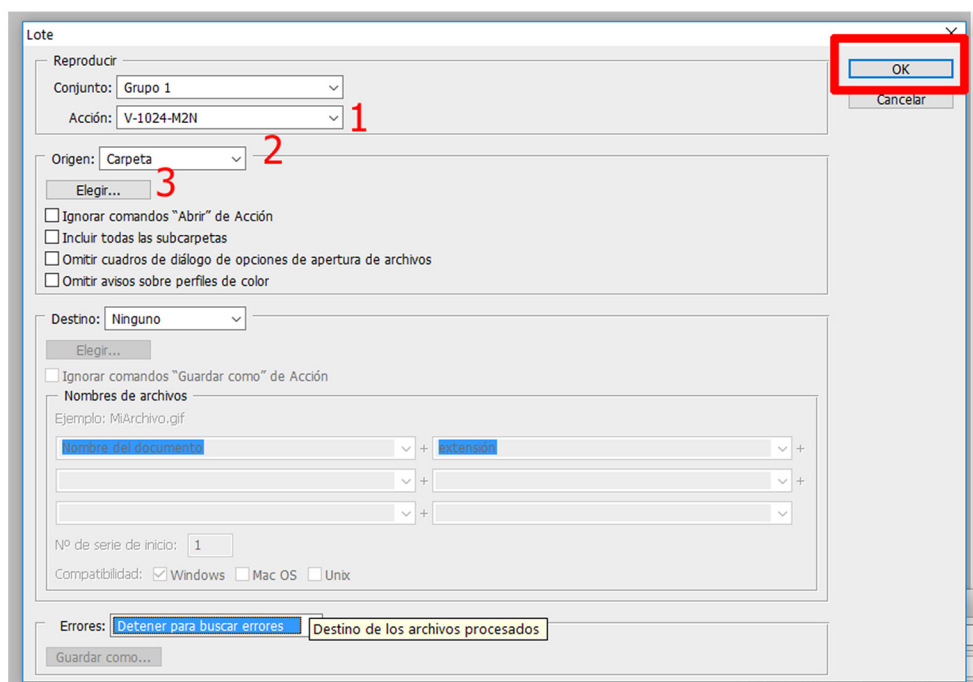 Lote
Reproducir
Conjunto: Grupo 1
Acción: V-1024-M2N 1
Origen: Carpeta 2
Elegir... 3
Ignorar comandos "Abrir" de Acción
Incluir todas las subcarpetas
Omitir cuadros de diálogo de opciones de apertura de archivos
Omitir avisos sobre perfiles de color
Destino: Ninguno
Elegir...
Ignorar comandos "Guardar como" de Acción
Nombres de archivos
Ejemplo: MiArchivo.gif
Nombre del documento + extensión +
+ +
+
Nº de serie de inicio: 1
Compatibilidad: Windows Mac OS Unix
Errores: Detener para buscar errores
Destino de los archivos procesados
Guardar como...
OK
Cancelar